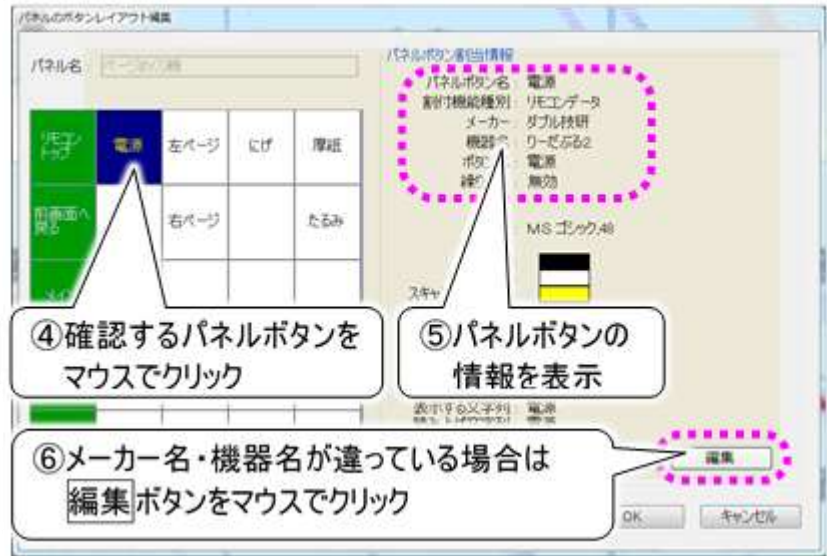 パネルのボタンレイアウト編集
パネル名
パネルボタン割当情報
パネルボタン名 : 電源
割付機能種別 : リモコンデータ
メーカー : ダブル技研
機器名 : りーだぶる2
電源
無効
リモコントップ
電源
左ページ
にげ
厚紙
前画面へ戻る
右ページ
たるみ
MS ゴシック,48
スキャ
④確認するパネルボタンを
マウスでクリック
⑤パネルボタンの
情報を表示
表示する文字列 : 電源
⑥メーカー名・機器名が違っている場合は
編集ボタンをマウスでクリック
編集
OK
キャンセル